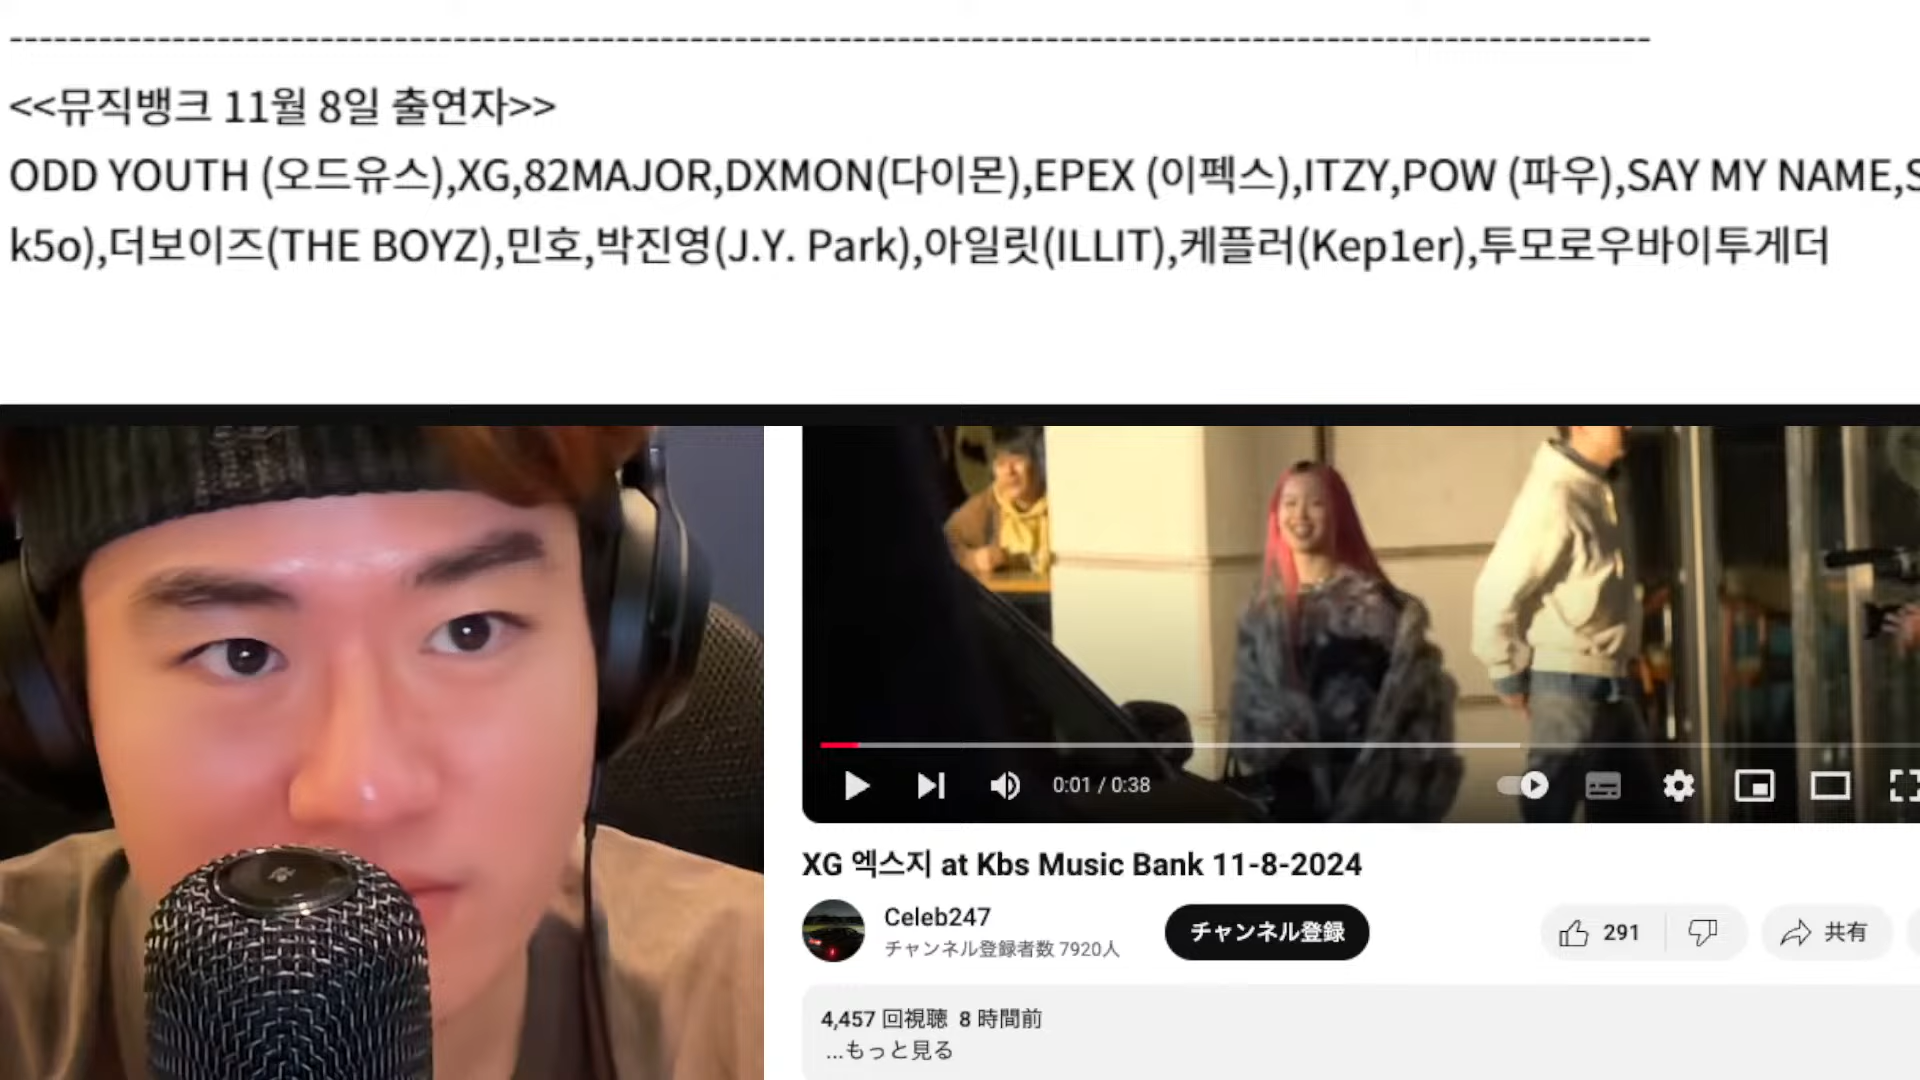 <<뮤직뱅크 11월 8일 출연자>>
ODD YOUTH (오드유스),XG,82MAJOR,DXMON(다이몬),EPEX (이펙스),ITZY,POW (파우),SAY MY NAME,S
k5o),더보이즈(THE BOYZ),민호,박진영(J.Y. Park),아일릿(ILLIT),케플러(Kep1er),투모로우바이투게더
0:01 / 0:38
XG 엑스지 at Kbs Music Bank 11-8-2024
Celeb247
チャンネル登録者数 7920人
チャンネル登録
291
共有
4,457 回視聴 8 時間前
...もっと見る